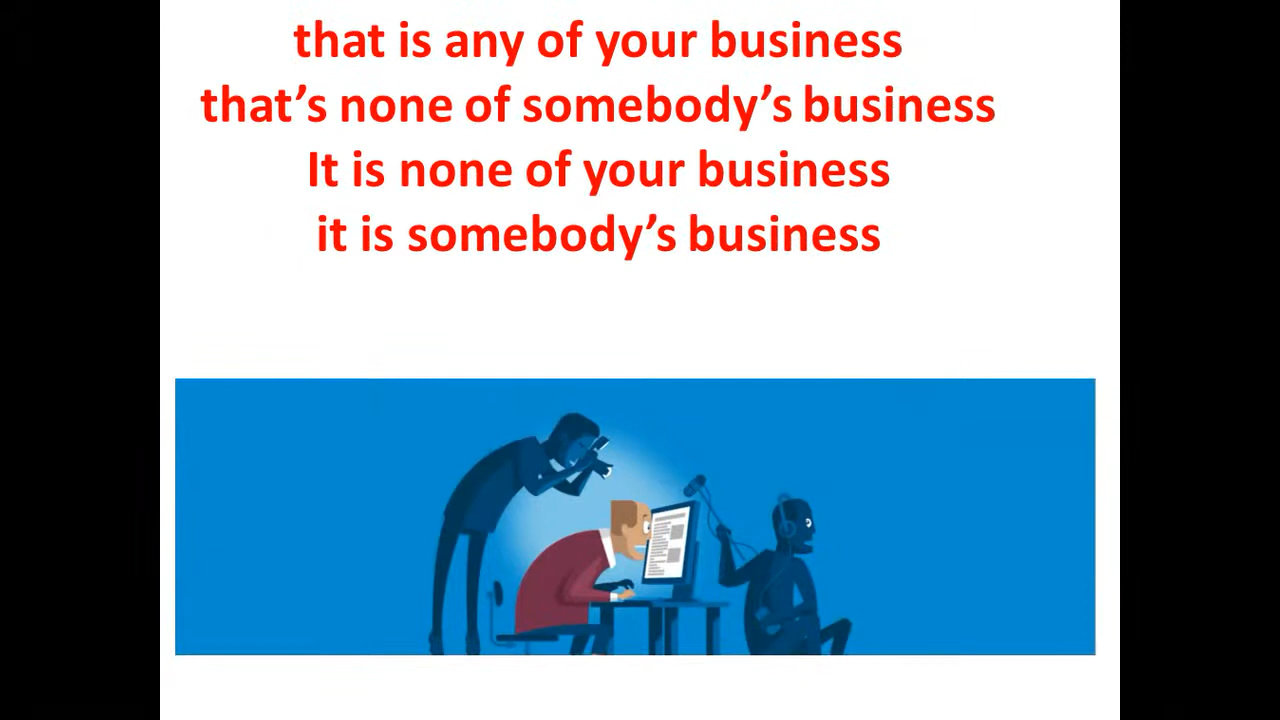 that is any of your business
that’s none of somebody’s business
It is none of your business
it is somebody’s business